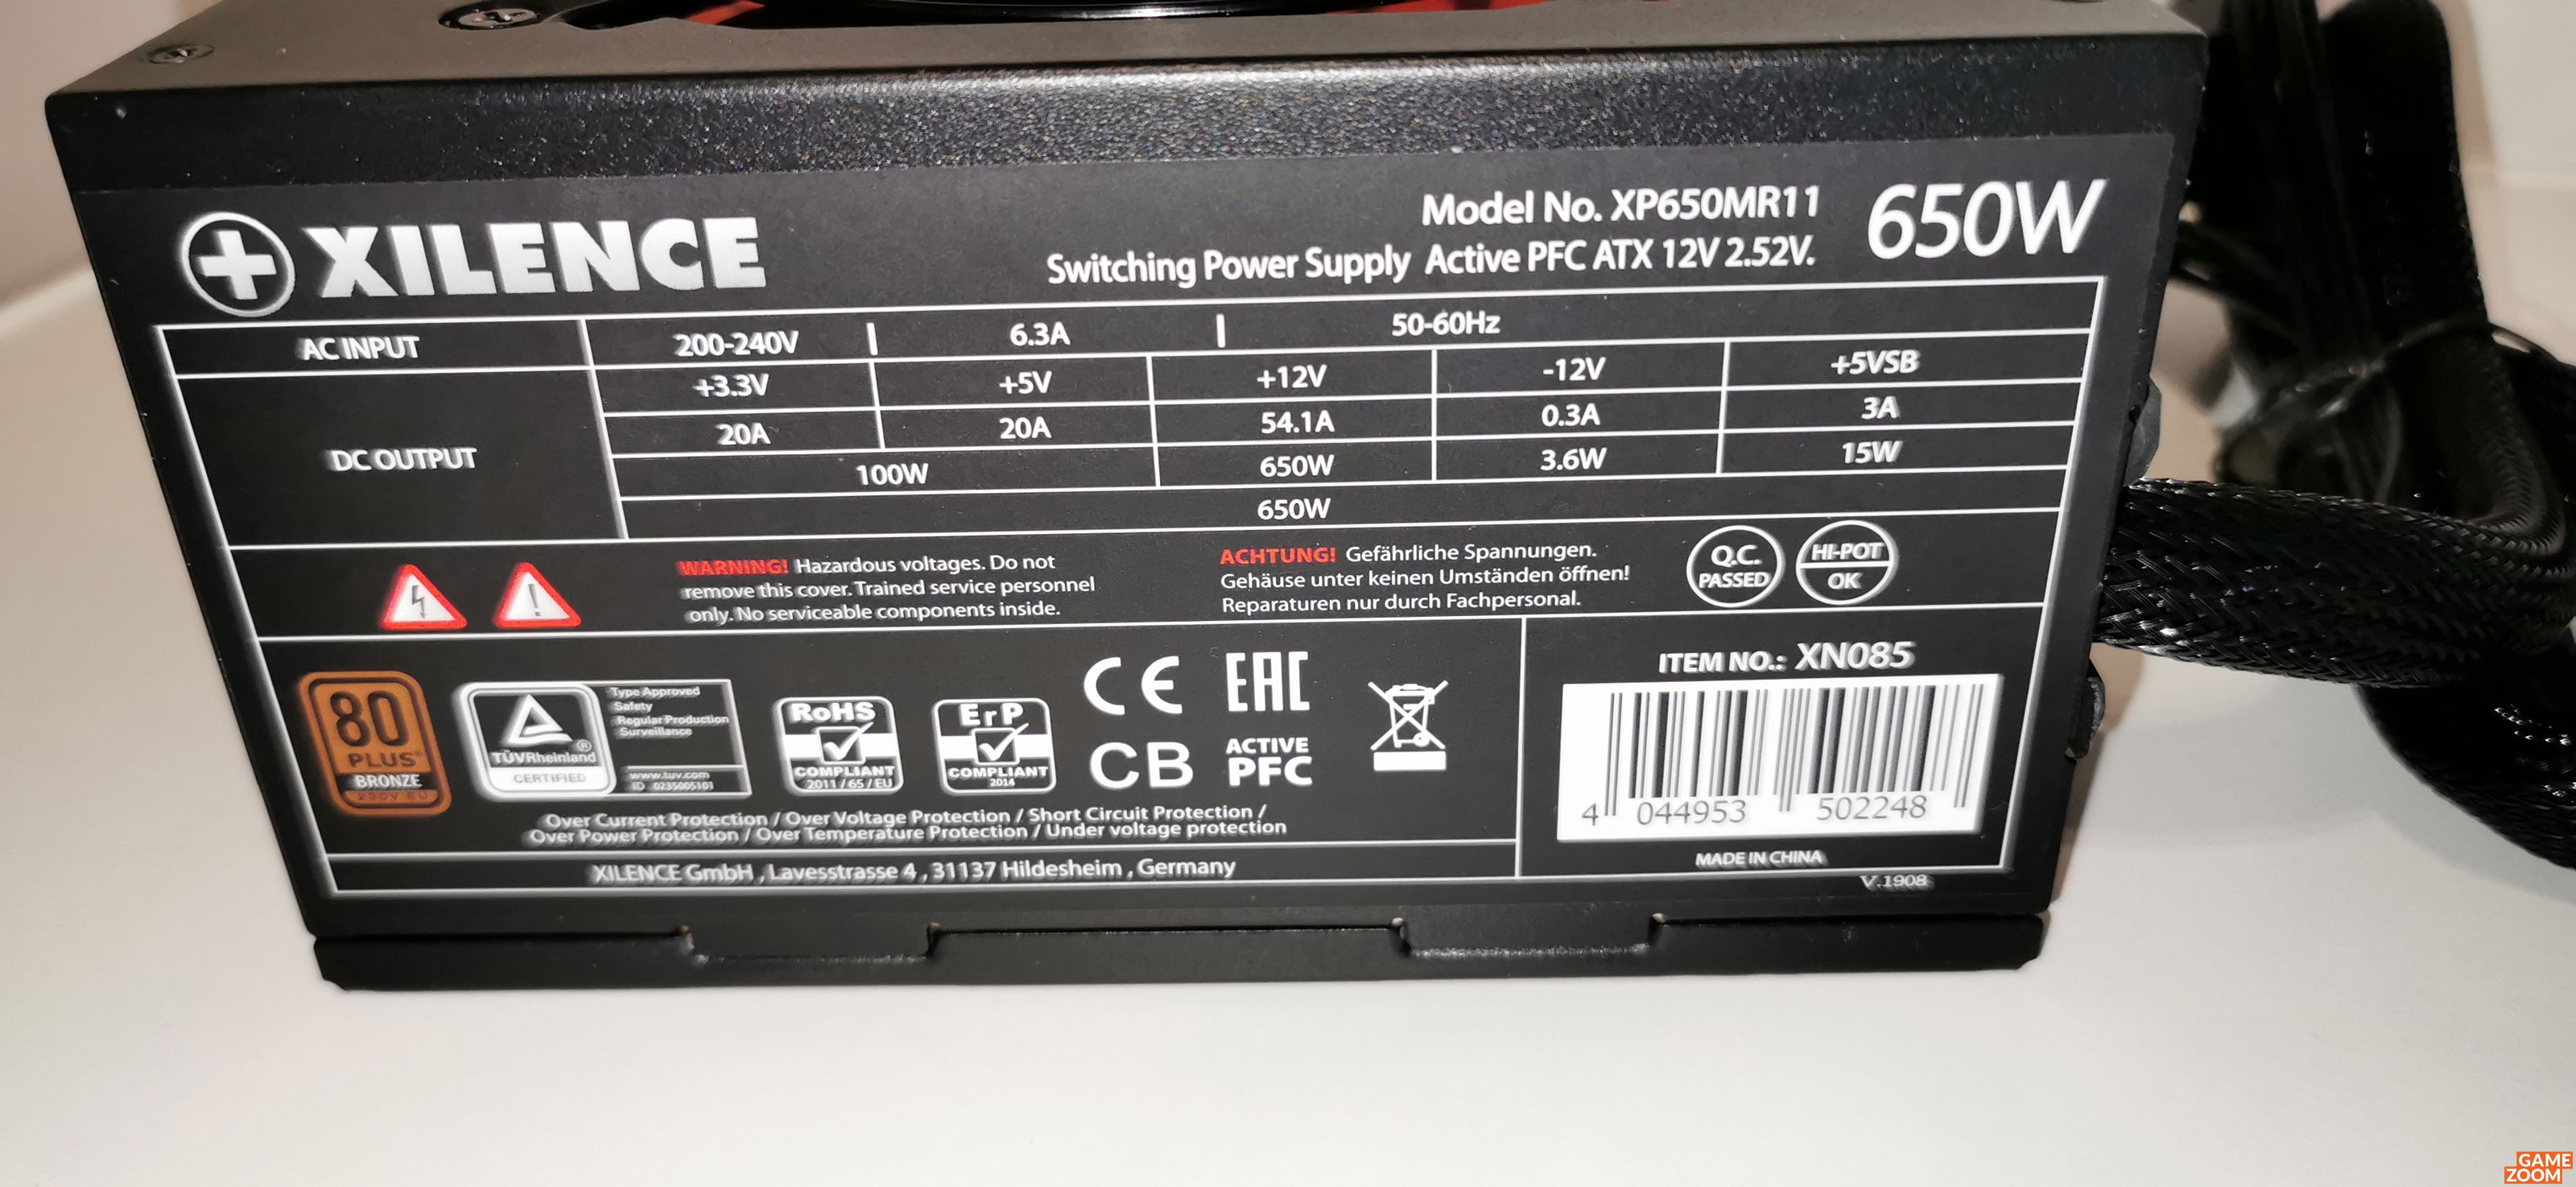 XILENCE
Model No. XP650MR11
650W
Switching Power Supply Active PFC ATX 12V 2.52V.
AC INPUT 200-240V 6.3A 50-60Hz
DC OUTPUT
+3.3V +5V +12V -12V +5VSB
20A 20A 54.1A 0.3A 3A
100W 650W 3.6W 15W
650W
WARNING! Hazardous voltages. Do not
remove this cover. Trained service personnel
only. No serviceable components inside.
ACHTUNG! Gefährliche Spannungen.
Gehäuse unter keinen Umständen öffnen!
Reparaturen nur durch Fachpersonal.
Q.C.
PASSED
HI-POT
OK
80
PLUS®
BRONZE
230V EU
TÜVRheinland®
CERTIFIED
Type Approved
Safety
Regular Production
Surveillance
www.tuv.com
ID 0235005101
RoHS
COMPLIANT
2011/65/EU
ErP
COMPLIANT
2014
CE
EAC
CB
ACTIVE
PFC
ITEM NO.: XN085
4 044953 502248
MADE IN CHINA
Over Current Protection / Over Voltage Protection / Short Circuit Protection /
Over Power Protection / Over Temperature Protection / Under voltage protection
XILENCE GmbH , Lavesstrasse 4 , 31137 Hildesheim , Germany
V.1908
GAME
ZOOM